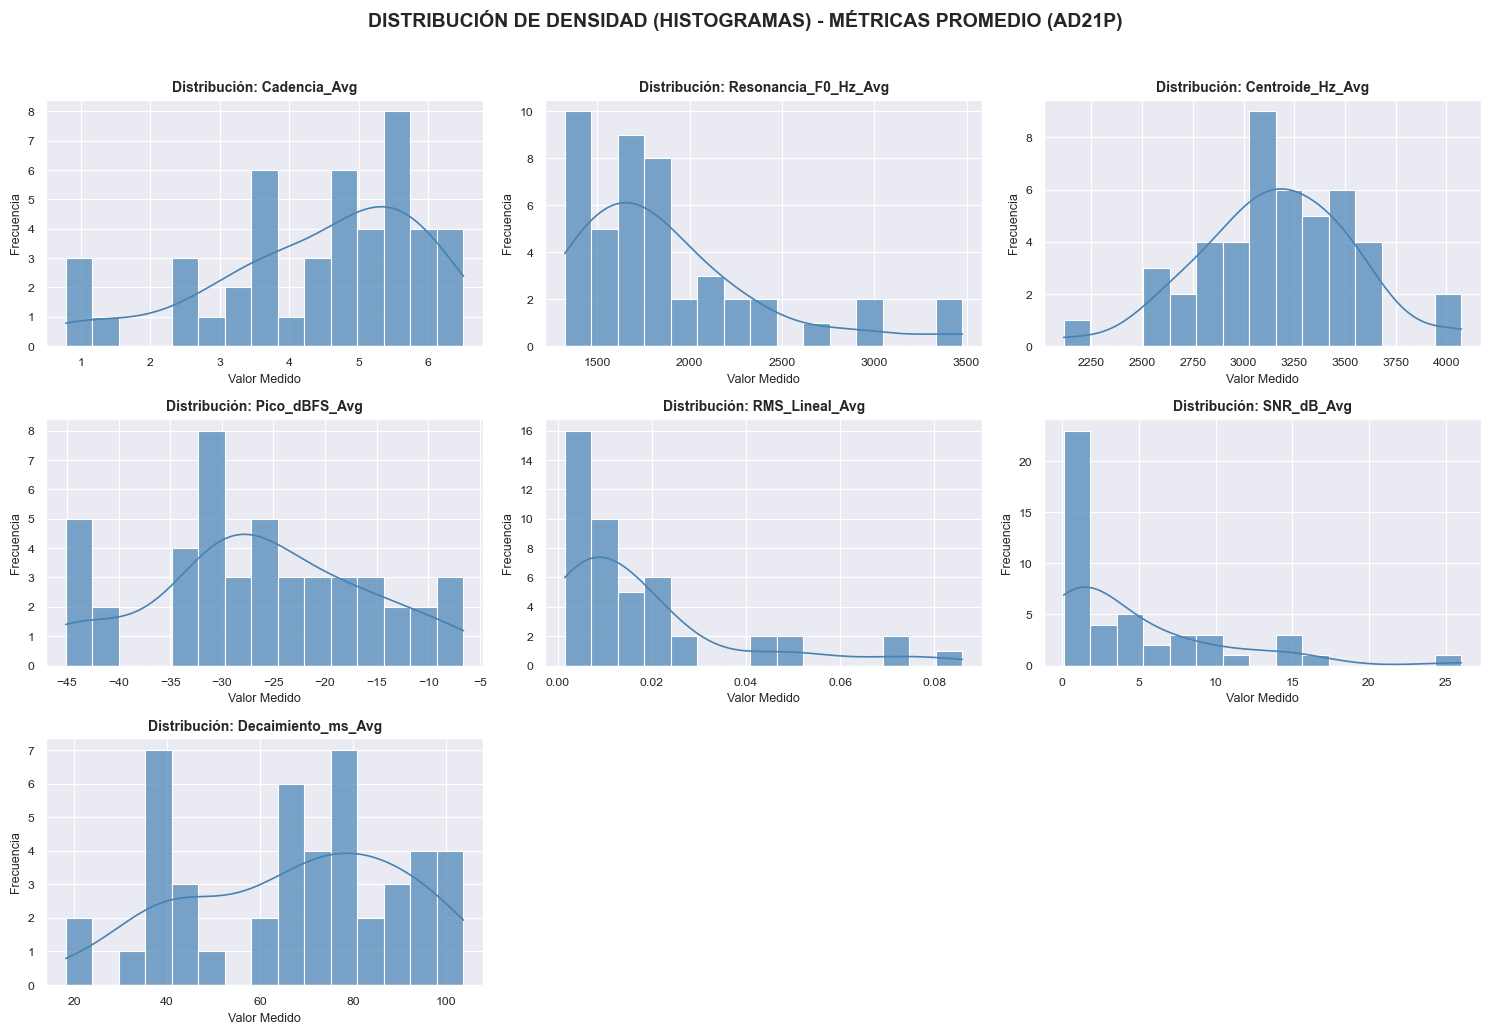 DISTRIBUCIÓN DE DENSIDAD (HISTOGRAMAS) - MÉTRICAS PROMEDIO (AD21P)
Distribución: Cadencia_Avg
Frecuencia
8
7
6
5
4
3
2
1
0
1 2 3 4 5 6
Valor Medido
Distribución: Resonancia_F0_Hz_Avg
Frecuencia
10
8
6
4
2
0
1500 2000 2500 3000 3500
Valor Medido
Distribución: Centroide_Hz_Avg
Frecuencia
8
6
4
2
0
2250 2500 2750 3000 3250 3500 3750 4000
Valor Medido
Distribución: Pico_dBFS_Avg
Frecuencia
8
7
6
5
4
3
2
1
0
−45 −40 −35 −30 −25 −20 −15 −10 −5
Valor Medido
Distribución: RMS_Lineal_Avg
Frecuencia
16
14
12
10
8
6
4
2
0
0.00 0.02 0.04 0.06 0.08
Valor Medido
Distribución: SNR_dB_Avg
Frecuencia
20
15
10
5
0
0 5 10 15 20 25
Valor Medido
Distribución: Decaimiento_ms_Avg
Frecuencia
7
6
5
4
3
2
1
0
20 40 60 80 100
Valor Medido